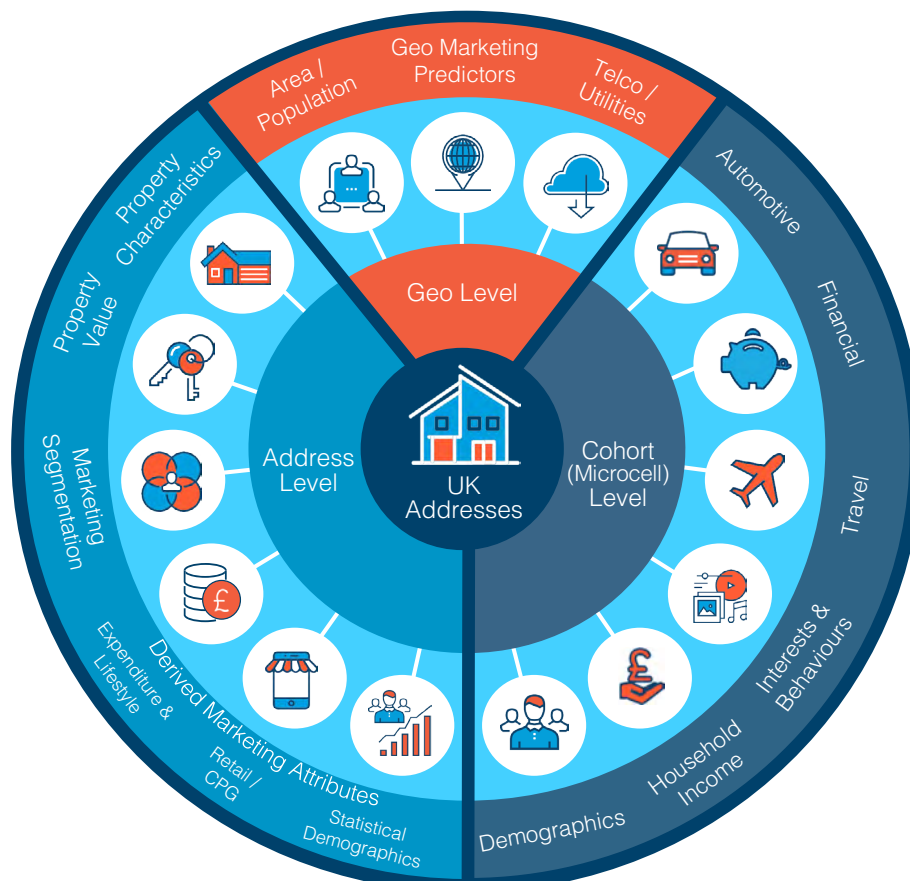 Geo Marketing
Predictors
Area /
Population
Telco /
Utilities
Geo Level
Property
Characteristics
Property
Value
Marketing
Segmentation
Expenditure &
Lifestyle
Derived Marketing Attributes
Retail /
CPG
Statistical
Demographics
Address
Level
UK
Addresses
Cohort
(Microcell)
Level
Automotive
Financial
Travel
Interests &
Behaviours
Household
Income
Demographics
...
£
£